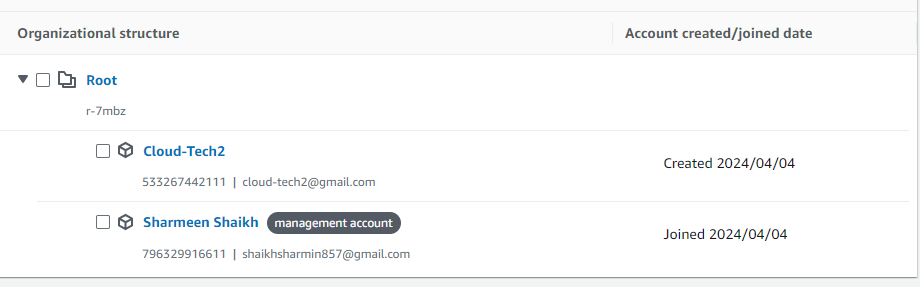 Organizational structure
Account created/joined date
Root
r-7mbz
Cloud-Tech2
Created 2024/04/04
533267442111 | cloud-tech2@gmail.com
Sharmeen Shaikh management account
Joined 2024/04/04
796329916611 | shaikhsharmin857@gmail.com